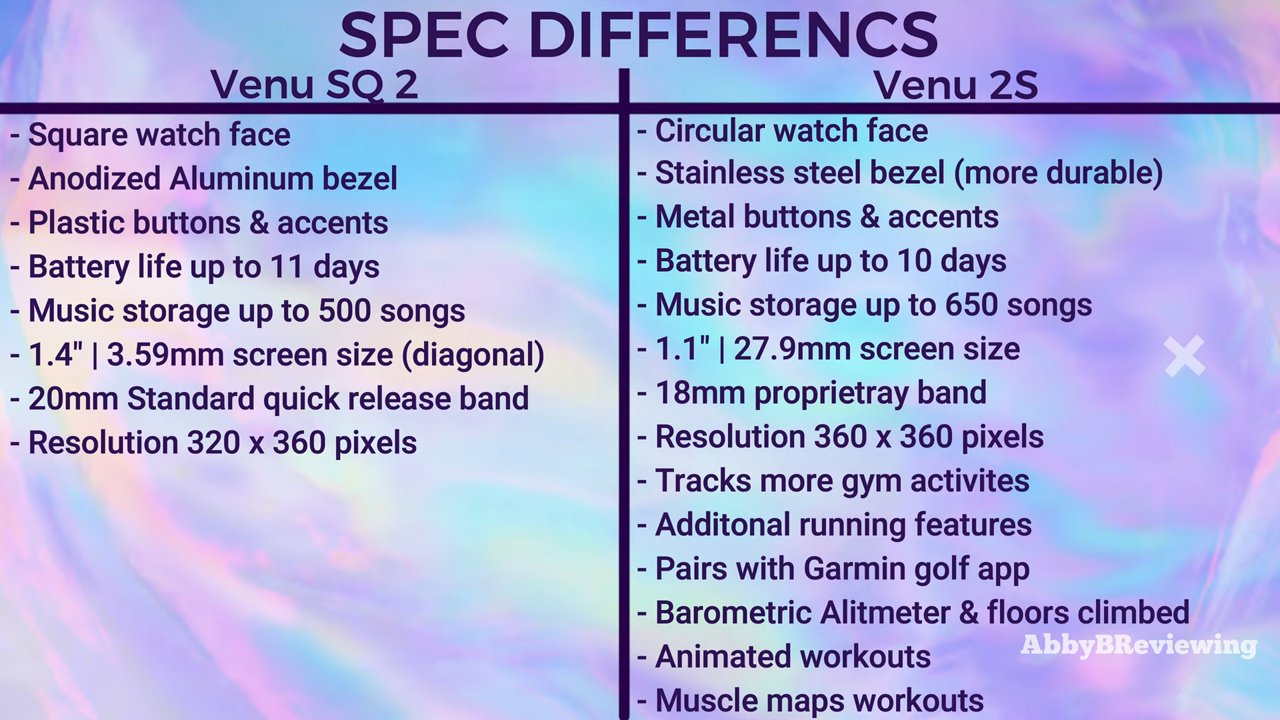 SPEC DIFFERENCS
Venu SQ 2
- Square watch face
- Anodized Aluminum bezel
- Plastic buttons & accents
- Battery life up to 11 days
- Music storage up to 500 songs
- 1.4" | 3.59mm screen size (diagonal)
- 20mm Standard quick release band
- Resolution 320 x 360 pixels
Venu 2S
- Circular watch face
- Stainless steel bezel (more durable)
- Metal buttons & accents
- Battery life up to 10 days
- Music storage up to 650 songs
- 1.1" | 27.9mm screen size
- 18mm proprietray band
- Resolution 360 x 360 pixels
- Tracks more gym activites
- Additonal running features
- Pairs with Garmin golf app
- Barometric Alitmeter & floors climbed
- Animated workouts
- Muscle maps workouts
AbbyBReviewing